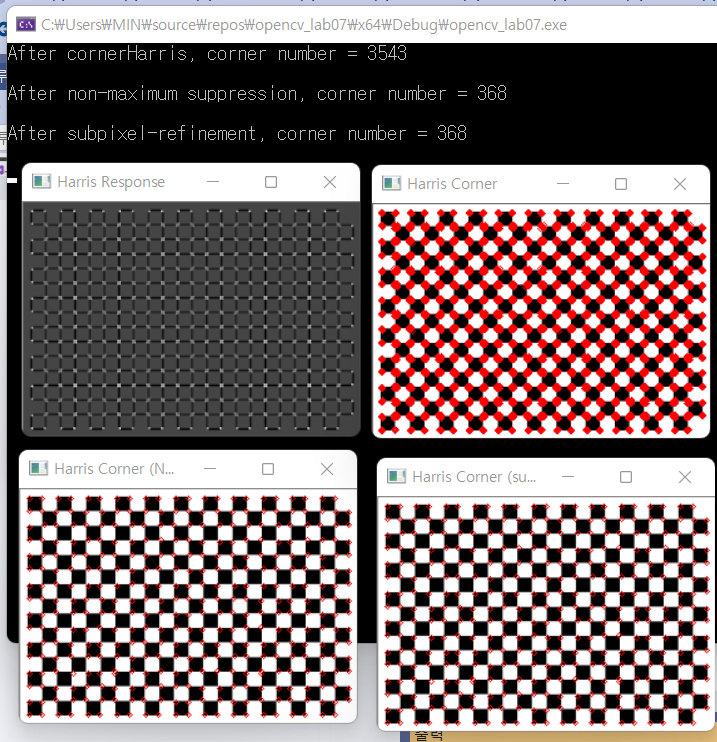 C:₩Users₩MIN₩source₩repos₩opencv_lab07₩x64₩Debug₩opencv_lab07.exe
After cornerHarris, corner number = 3543
After non-maximum suppression, corner number = 368
After subpixel-refinement, corner number = 368
Harris Response
Harris Corner
Harris Corner (N...
Harris Corner (su...
출력